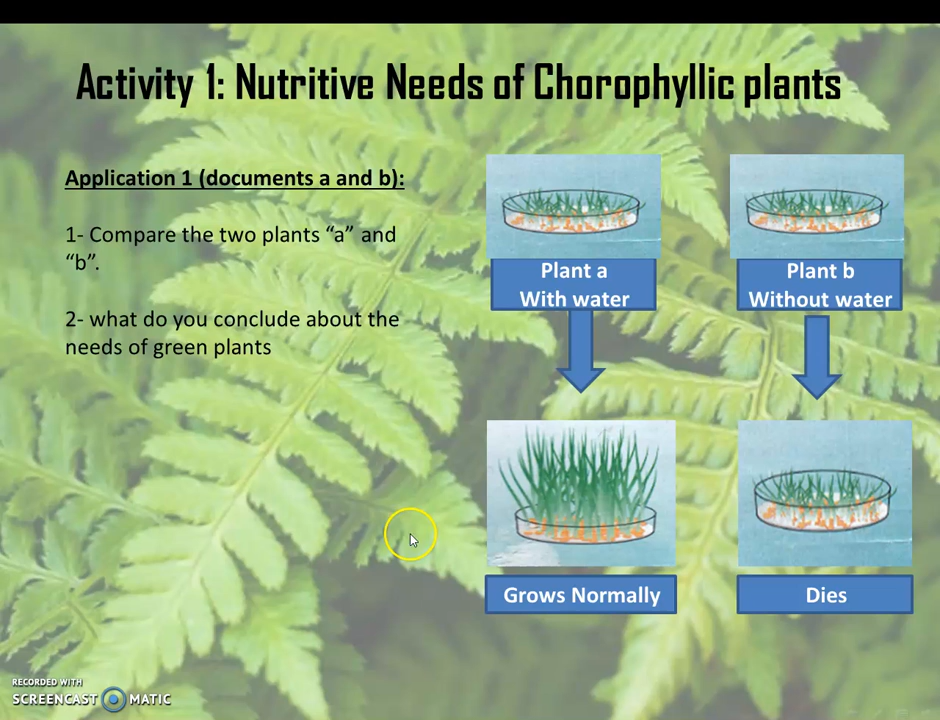 Activity 1: Nutritive Needs of Chorophyllic plants
Application 1 (documents a and b):
1- Compare the two plants “a” and
“b”.
2- what do you conclude about the
needs of green plants
Plant a
With water
Plant b
Without water
Grows Normally
Dies
RECORDED WITH
SCREENCAST MATIC